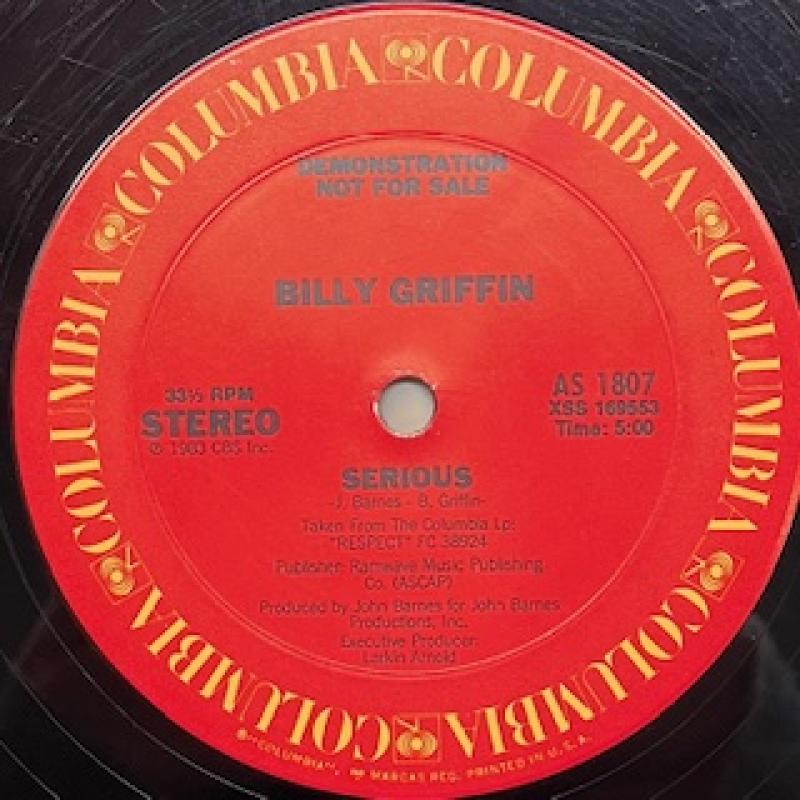 COLUMBIA COLUMBIA COLUMBIA COLUMBIA COLUMBIA COLUMBIA COLUMBIA
DEMONSTRATION
NOT FOR SALE
BILLY GRIFFIN
33⅓ RPM
STEREO
℗ 1983 CBS Inc.
AS 1807
XSS 169553
Time: 5:00
SERIOUS
-J. Barnes - B. Griffin-
Taken From The Columbia Lp:
"RESPECT" FC 38924
Publisher: Ramwave Music Publishing
Co. (ASCAP)
Produced by John Barnes for John Barnes
Productions, Inc.
Executive Producer:
Larkin Arnold
®"COLUMBIA", MARCAS REG. PRINTED IN U.S.A.